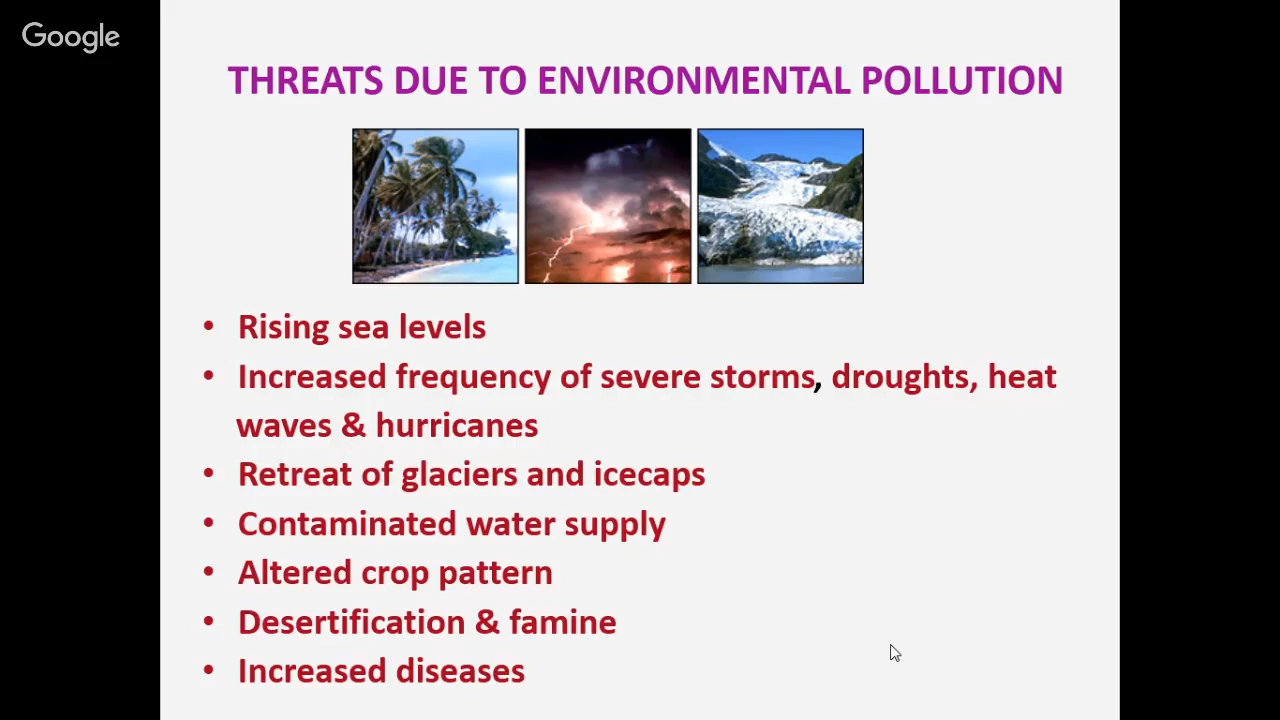 Google
THREATS DUE TO ENVIRONMENTAL POLLUTION
• Rising sea levels
• Increased frequency of severe storms, droughts, heat
waves & hurricanes
• Retreat of glaciers and icecaps
• Contaminated water supply
• Altered crop pattern
• Desertification & famine
• Increased diseases